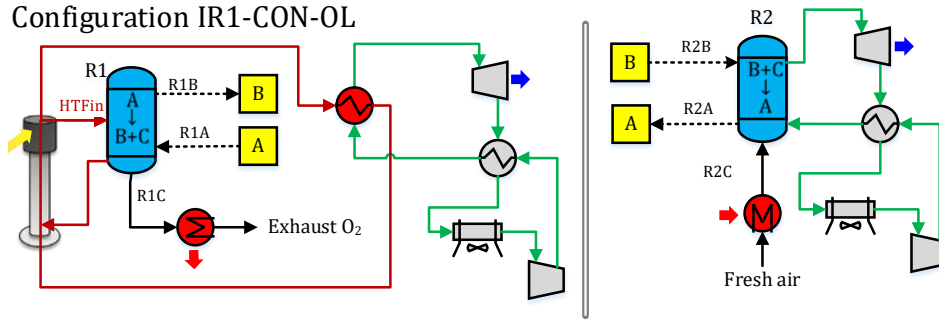 Configuration IR1-CON-OL
R1
R1B
B
HTFin
A
↓
B+C
R1A
A
R1C
Exhaust O₂
R2
B
R2B
B+C
↓
A
A
R2A
R2C
Fresh air